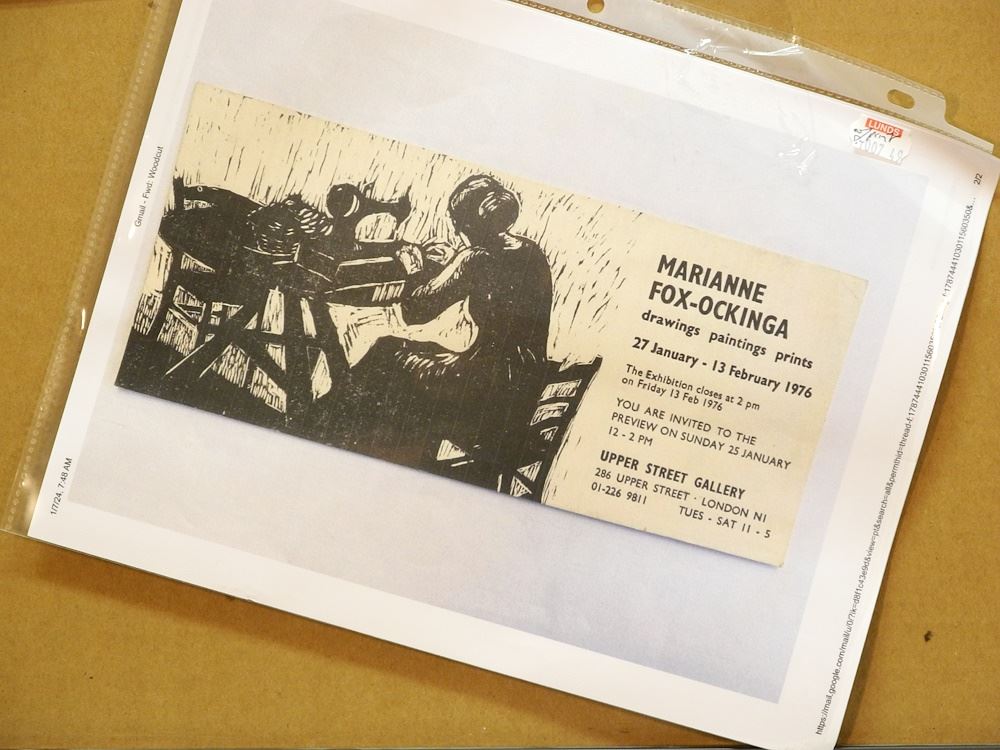 Gmail - Fwd: Woodcut
LUNDS
2/2
MARIANNE
FOX-OCKINGA
drawings paintings prints
27 January - 13 February 1976
The Exhibition closes at 2 pm
on Friday 13 Feb 1976
YOU ARE INVITED TO THE
PREVIEW ON SUNDAY 25 JANUARY
12 - 2 PM
UPPER STREET GALLERY
286 UPPER STREET · LONDON N1
01-226 9811
TUES - SAT 11 - 5
1/7/24, 7:48 AM